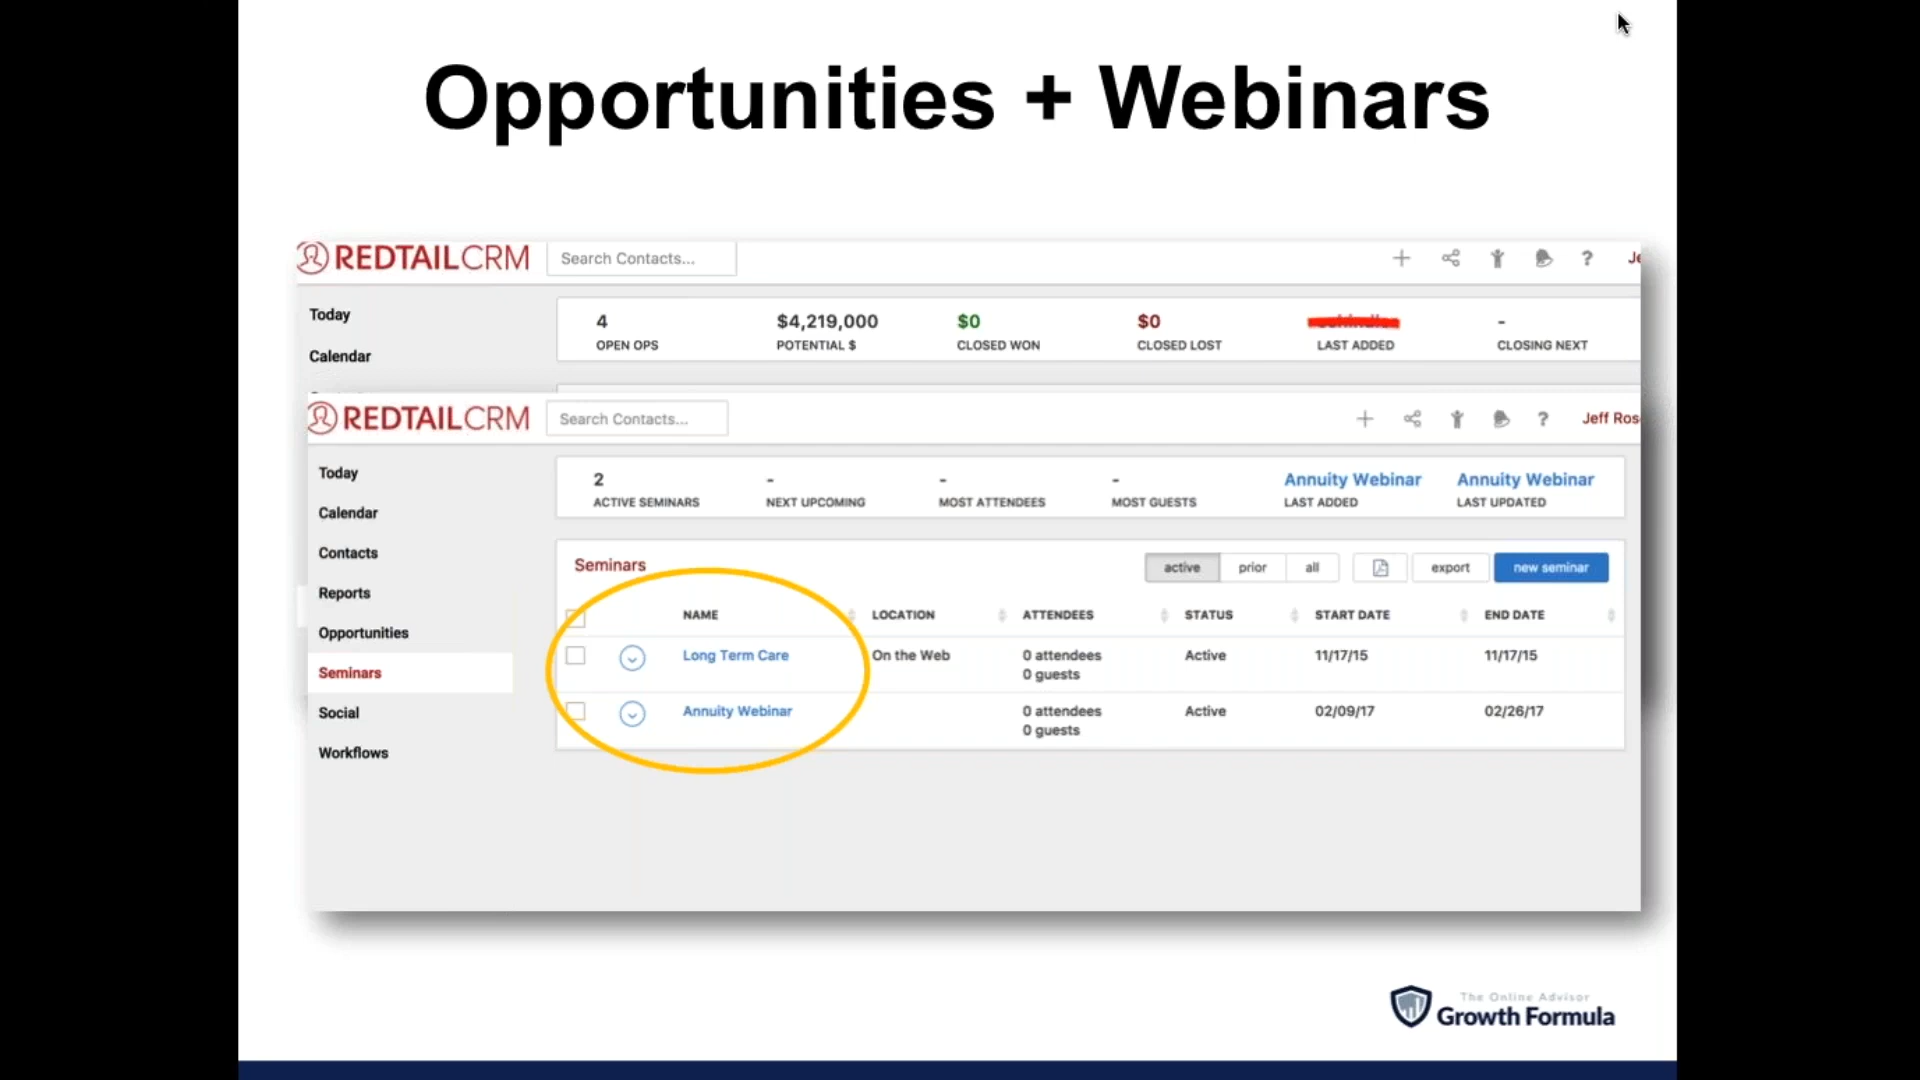 Opportunities + Webinars
REDTAILCRM Search Contacts... ? Je
Today
Calendar
4 $4,219,000 $0 $0 -
OPEN OPS POTENTIAL $ CLOSED WON CLOSED LOST LAST ADDED CLOSING NEXT
REDTAILCRM Search Contacts... ? Jeff Ros
Today
Calendar
Contacts
Reports
Opportunities
Seminars
Social
Workflows
2 - - - Annuity Webinar Annuity Webinar
ACTIVE SEMINARS NEXT UPCOMING MOST ATTENDEES MOST GUESTS LAST ADDED LAST UPDATED
Seminars active prior all export new seminar
NAME LOCATION ATTENDEES STATUS START DATE END DATE
Long Term Care On the Web 0 attendees Active 11/17/15 11/17/15
0 guests
Annuity Webinar 0 attendees Active 02/09/17 02/26/17
0 guests
The Online Advisor
Growth Formula